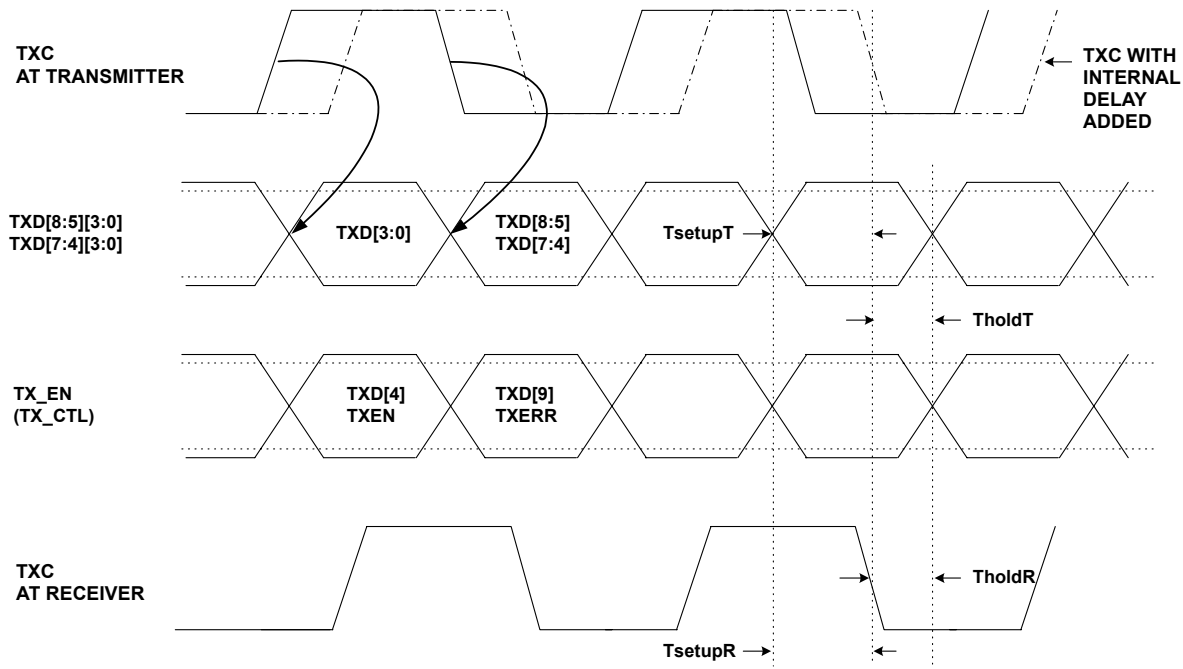 TXC
AT TRANSMITTER
TXC WITH
INTERNAL
DELAY
ADDED
TXD[8:5][3:0]
TXD[7:4][3:0]
TXD[3:0]
TXD[8:5]
TXD[7:4]
TsetupT
TholdT
TX_EN
(TX_CTL)
TXD[4]
TXEN
TXD[9]
TXERR
TXC
AT RECEIVER
TholdR
TsetupR